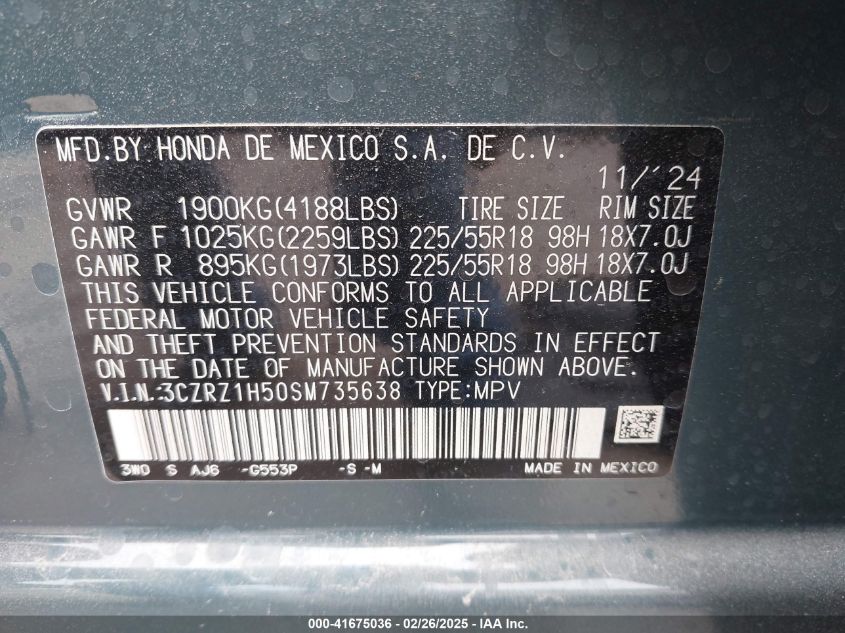 MFD.BY HONDA DE MEXICO S.A. DE C.V.
11/'24
GVWR 1900KG(4188LBS) TIRE SIZE RIM SIZE
GAWR F 1025KG(2259LBS) 225/55R18 98H 18X7.0J
GAWR R 895KG(1973LBS) 225/55R18 98H 18X7.0J
THIS VEHICLE CONFORMS TO ALL APPLICABLE
FEDERAL MOTOR VEHICLE SAFETY
AND THEFT PREVENTION STANDARDS IN EFFECT
ON THE DATE OF MANUFACTURE SHOWN ABOVE.
V.I.N.:3CZRZ1H50SM735638 TYPE:MPV
3W0 S AJ6 -G553P -S -M MADE IN MEXICO
000-41675036 - 02/26/2025 - IAA Inc.